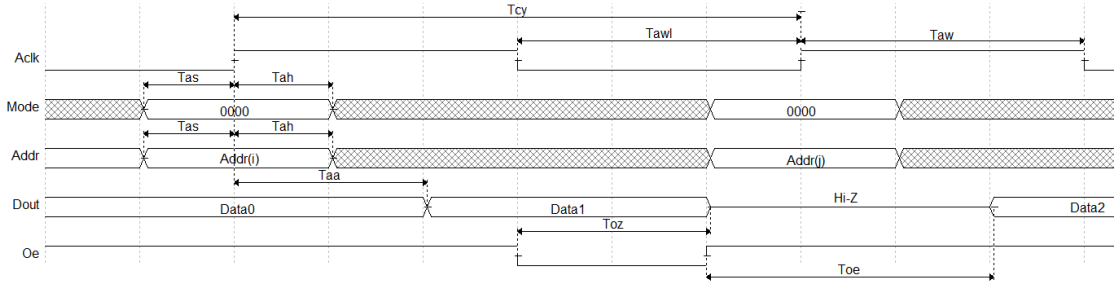 Tcy
Tawl Taw
Aclk
Tas Tah
Mode 0000 0000
Tas Tah
Addr Addr(i) Addr(j)
Taa
Dout Data0 Data1 Hi-Z Data2
Toz
Oe
Toe